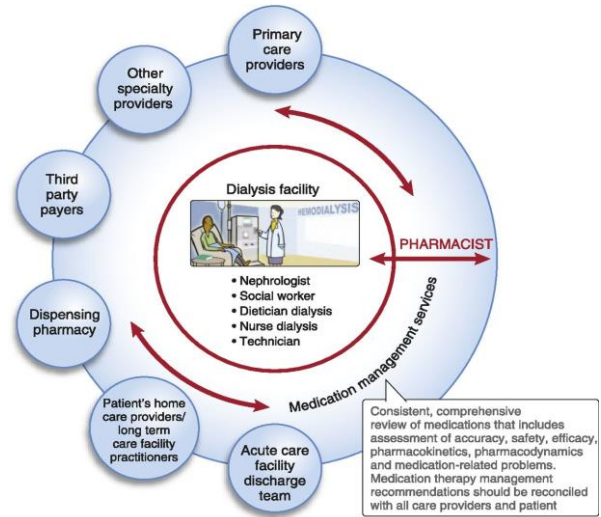 Primary
care
providers
Other
specialty
providers
Third
party
payers
Dispensing
pharmacy
Patient's home
care providers/
long term
care facility
practitioners
Acute care
facility
discharge
team
Dialysis facility
HEMODIALYSIS
• Nephrologist
• Social worker
• Dietician dialysis
• Nurse dialysis
• Technician
PHARMACIST
Medication management services
Consistent, comprehensive
review of medications that includes
assessment of accuracy, safety, efficacy,
pharmacokinetics, pharmacodynamics
and medication-related problems.
Medication therapy management
recommendations should be reconciled
with all care providers and patient